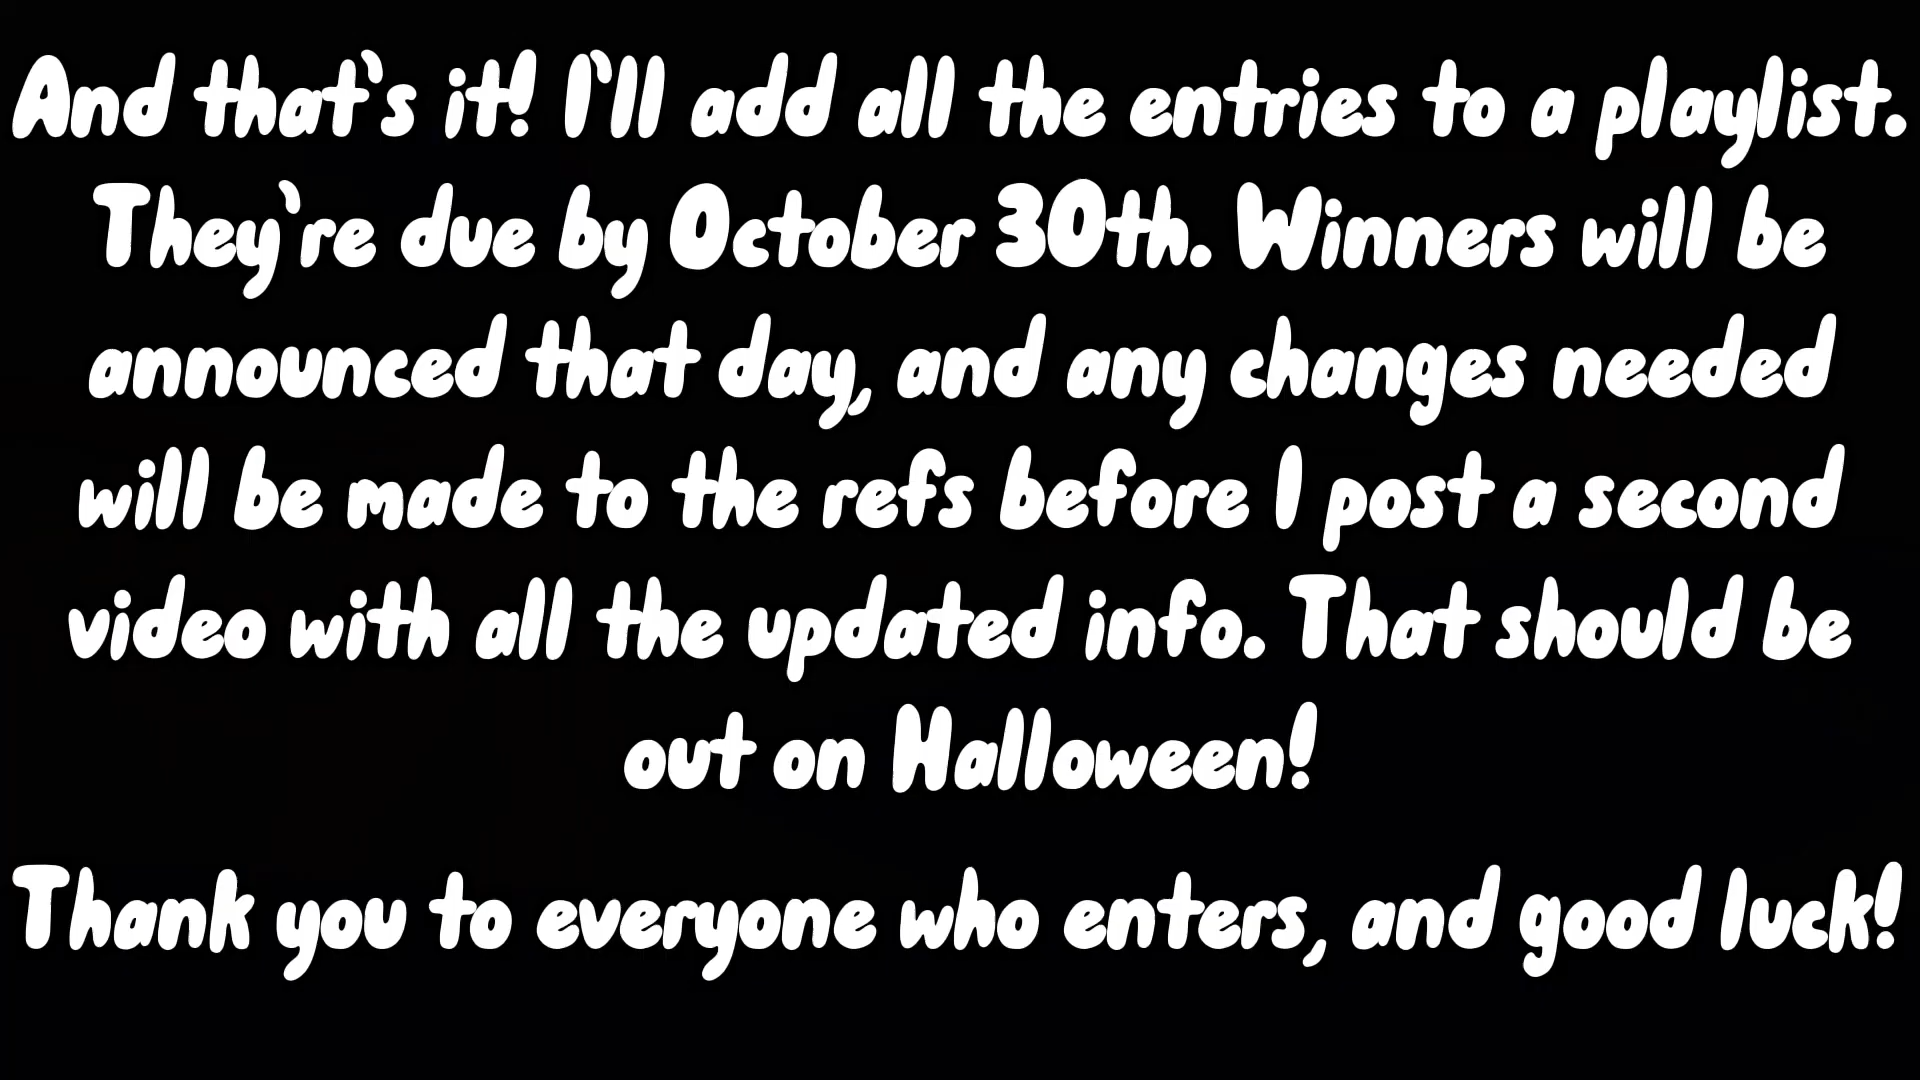 And that's it! I'll add all the entries to a playlist.
They're due by October 30th. Winners will be
announced that day, and any changes needed
will be made to the refs before I post a second
video with all the updated info. That should be
out on Halloween!
Thank you to everyone who enters, and good luck!